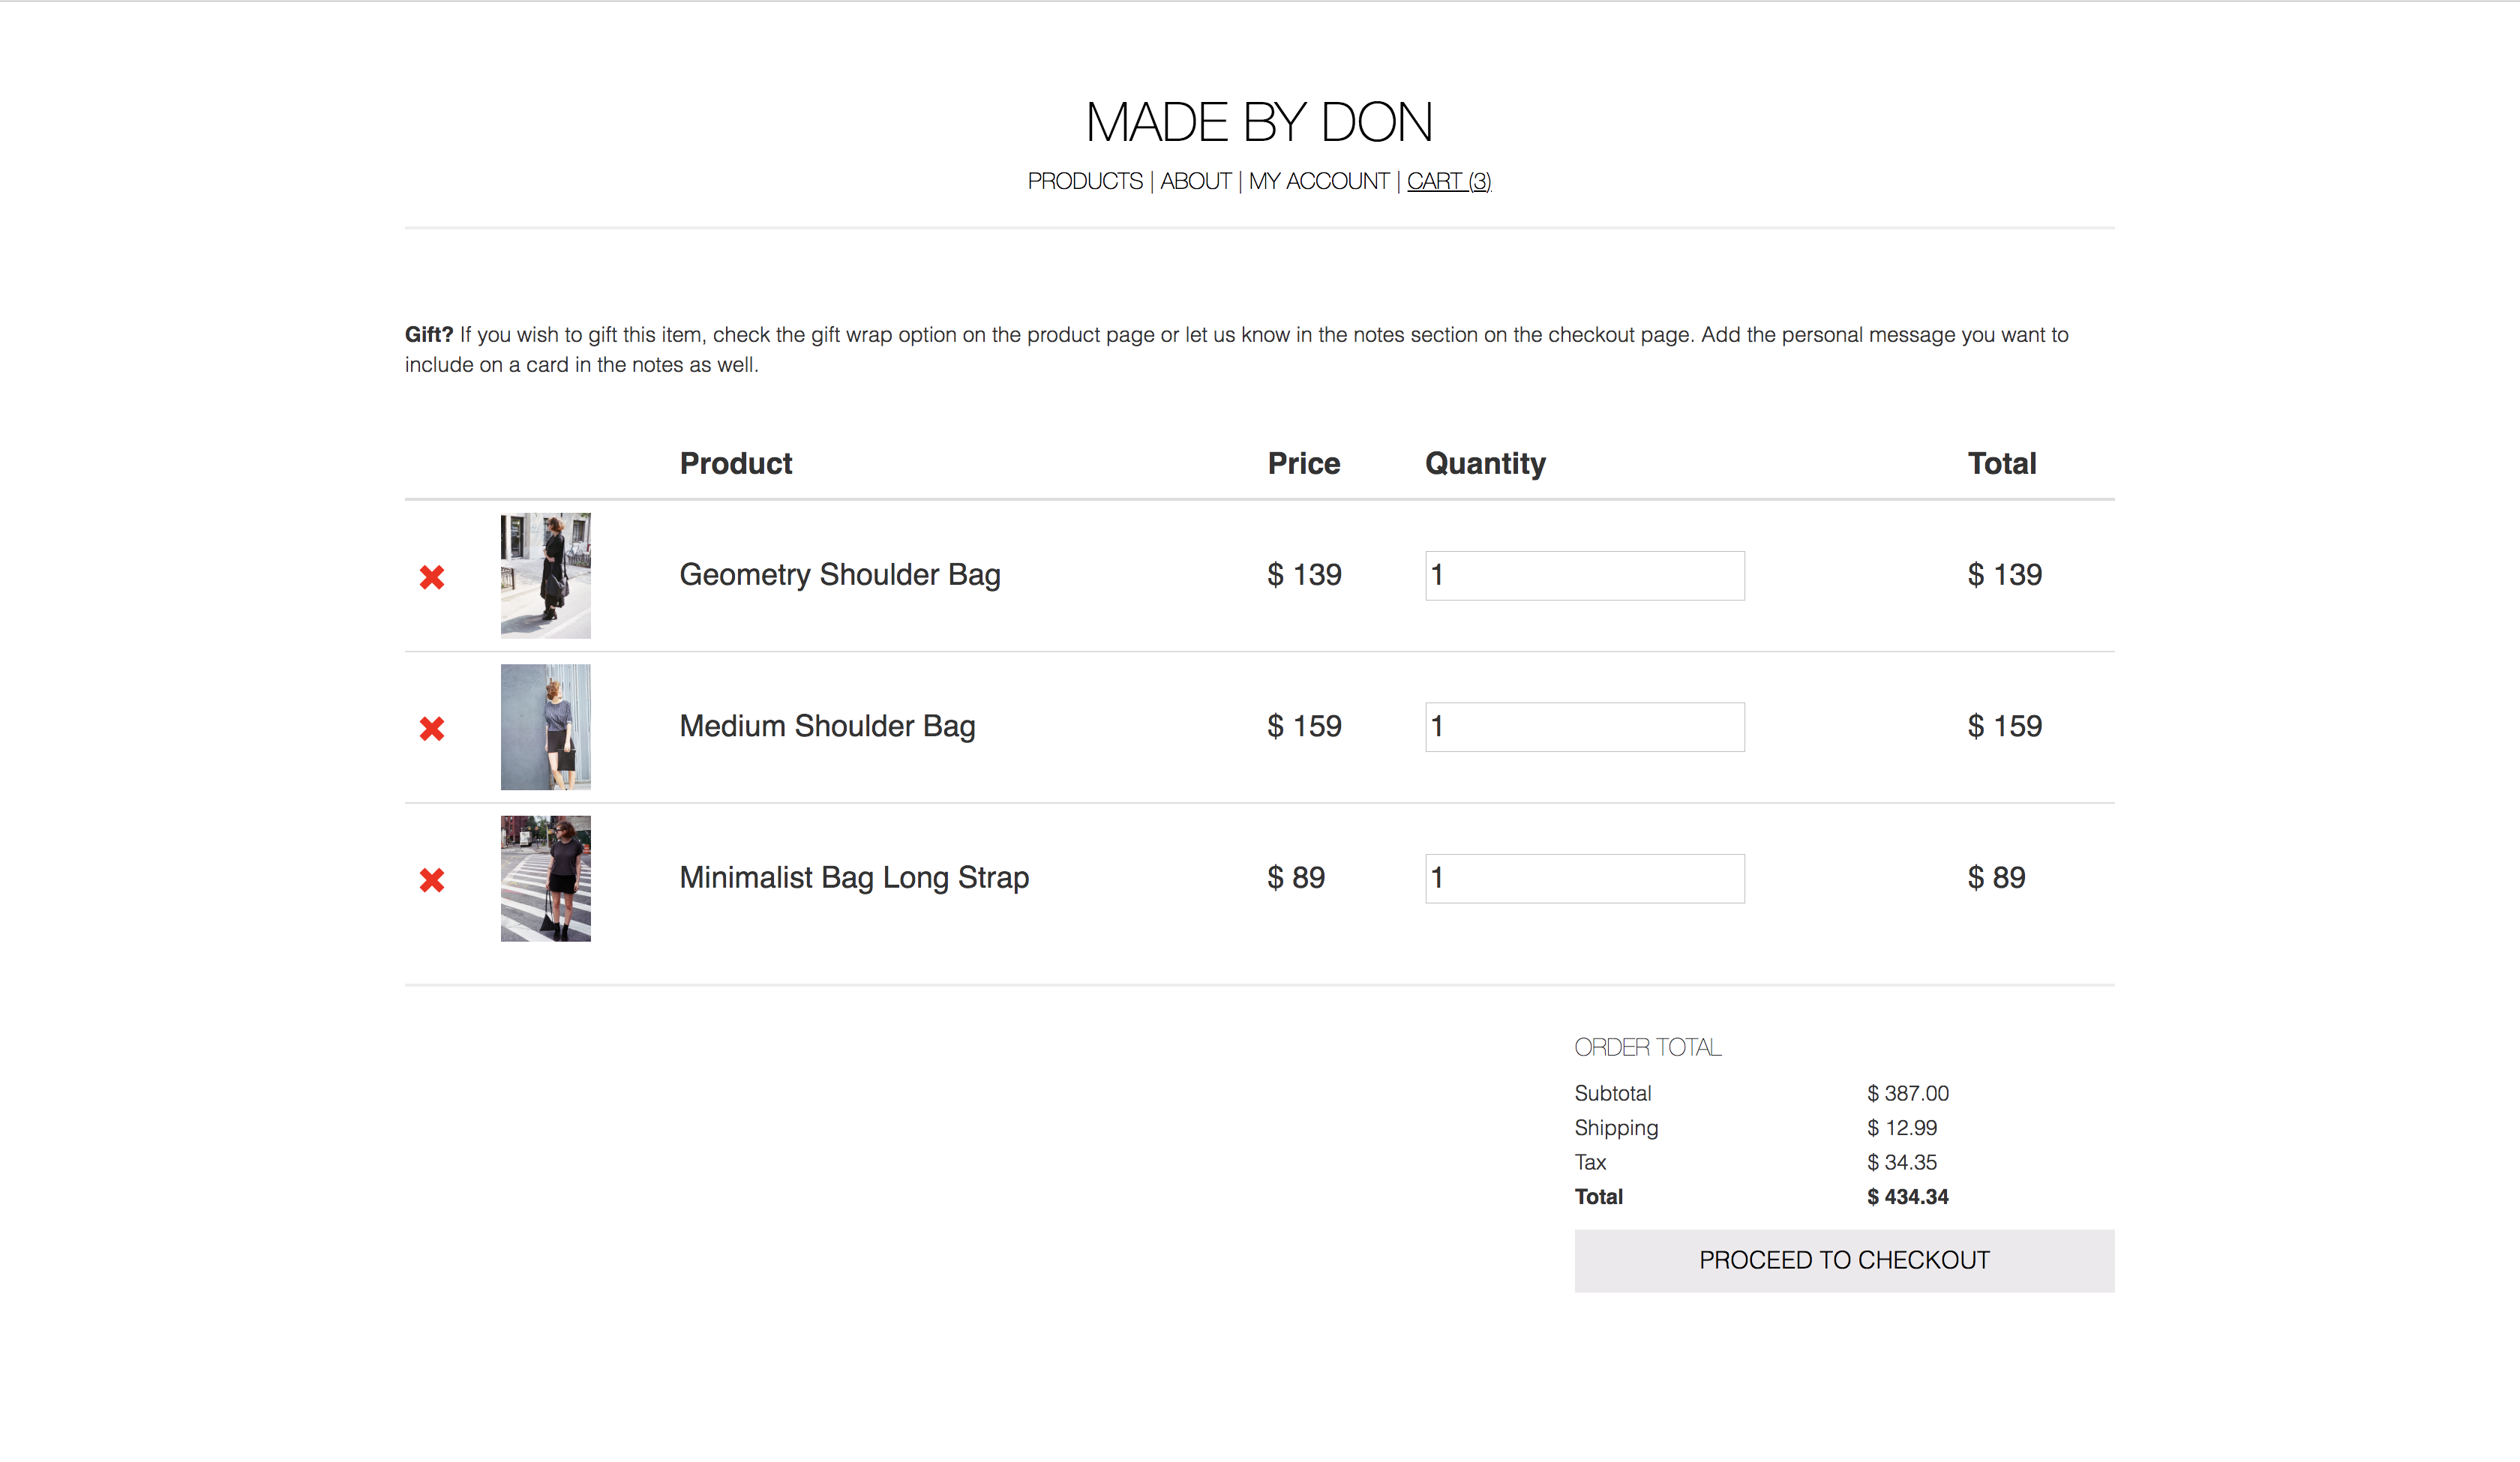 MADE BY DON
PRODUCTS | ABOUT | MY ACCOUNT | CART (3)
Gift? If you wish to gift this item, check the gift wrap option on the product page or let us know in the notes section on the checkout page. Add the personal message you want to
include on a card in the notes as well.
Product Price Quantity Total
Geometry Shoulder Bag $ 139 1 $ 139
Medium Shoulder Bag $ 159 1 $ 159
Minimalist Bag Long Strap $ 89 1 $ 89
ORDER TOTAL
Subtotal $ 387.00
Shipping $ 12.99
Tax $ 34.35
Total $ 434.34
PROCEED TO CHECKOUT